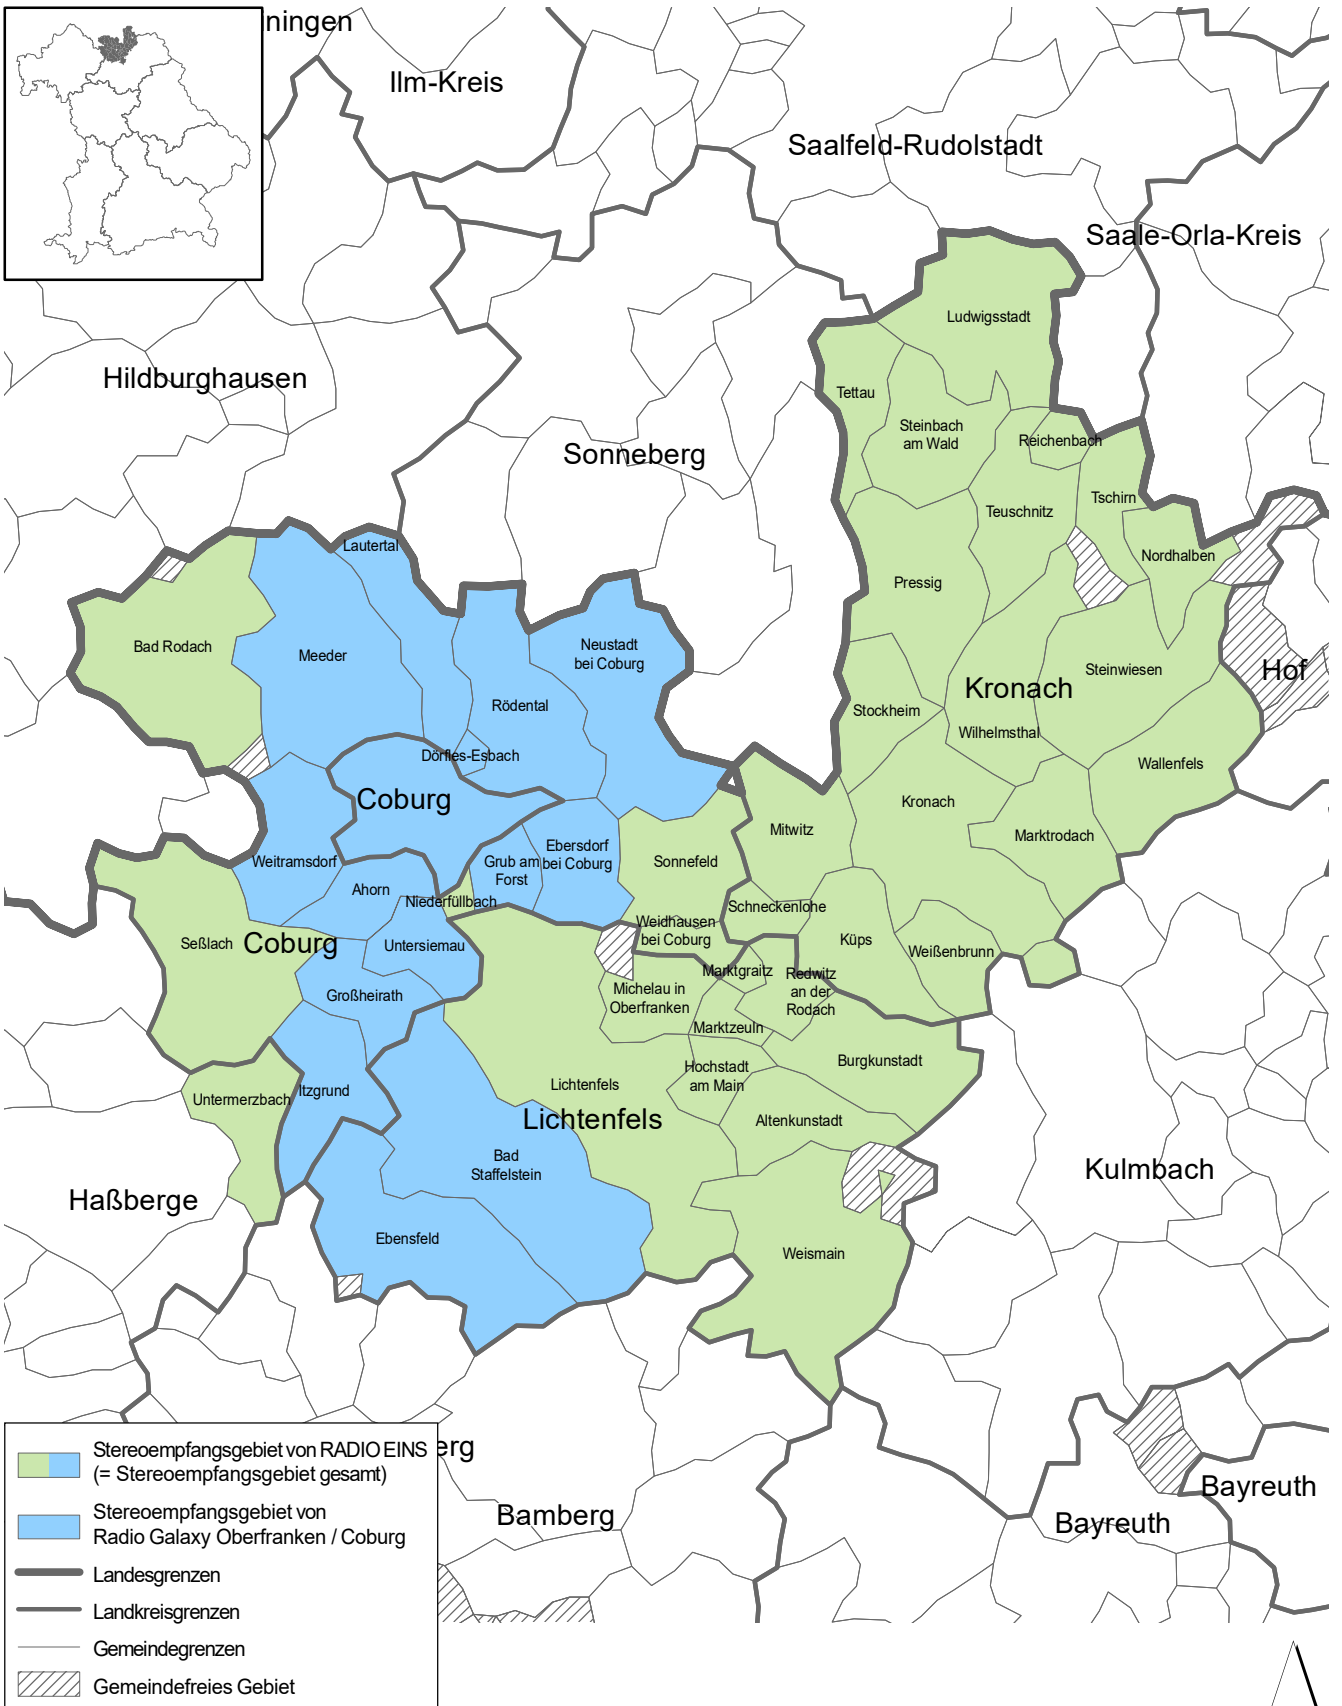 ningen
Ilm-Kreis
Saalfeld-Rudolstadt
Saale-Orla-Kreis
Ludwigsstadt
Hildburghausen
Tettau
Steinbach
am Wald
Reichenbach
Sonneberg
Tschirn
Teuschnitz
Lautertal
Nordhalben
Pressig
Bad Rodach
Meeder
Neustadt
bei Coburg
Steinwiesen
Hof
Kronach
Rödental
Stockheim
Wilhelmsthal
Dörfles-Esbach
Wallenfels
Coburg
Kronach
Mitwitz
Marktrodach
Weitramsdorf
Grub am
Forst
Ebersdorf
bei Coburg
Sonnefeld
Ahorn
Niederfüllbach
Schneckenlohe
Seßlach
Coburg
Untersiemau
Weidhausen
bei Coburg
Küps
Weißenbrunn
Marktgraitz
Redwitz
an der
Rodach
Großheirath
Michelau in
Oberfranken
Marktzeuln
Burgkunstadt
Hochstadt
am Main
Untermerzbach
Itzgrund
Lichtenfels
Lichtenfels
Altenkunstadt
Bad
Staffelstein
Kulmbach
Haßberge
Ebensfeld
Weismain
erg
Bamberg
Bayreuth
Bayreuth
Stereoempfangsgebiet von RADIO EINS
(= Stereoempfangsgebiet gesamt)
Stereoempfangsgebiet von
Radio Galaxy Oberfranken / Coburg
Landesgrenzen
Landkreisgrenzen
Gemeindegrenzen
Gemeindefreies Gebiet